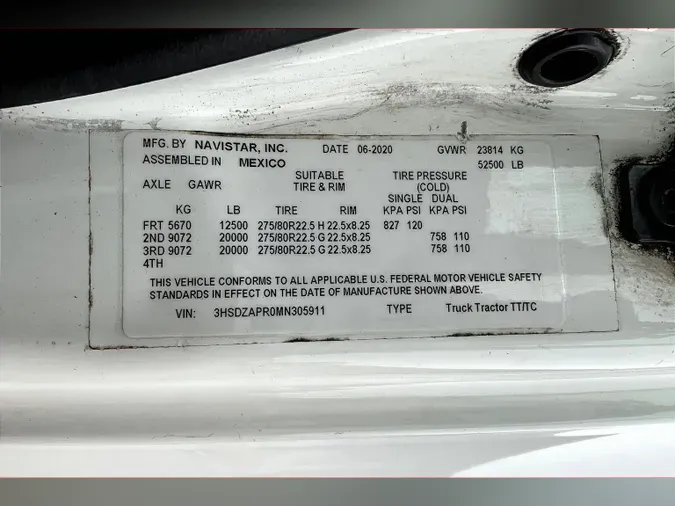 MFG. BY NAVISTAR, INC. DATE 06-2020 GVWR 23814 KG
ASSEMBLED IN MEXICO 52500 LB
AXLE GAWR SUITABLE TIRE PRESSURE
TIRE & RIM (COLD)
SINGLE DUAL
KG LB TIRE RIM KPA PSI KPA PSI
FRT 5670 12500 275/80R22.5 H 22.5x8.25 827 120
2ND 9072 20000 275/80R22.5 G 22.5x8.25 758 110
3RD 9072 20000 275/80R22.5 G 22.5x8.25 758 110
4TH
THIS VEHICLE CONFORMS TO ALL APPLICABLE U.S. FEDERAL MOTOR VEHICLE SAFETY
STANDARDS IN EFFECT ON THE DATE OF MANUFACTURE SHOWN ABOVE.
VIN: 3HSDZAPR0MN305911 TYPE Truck Tractor TT/TC